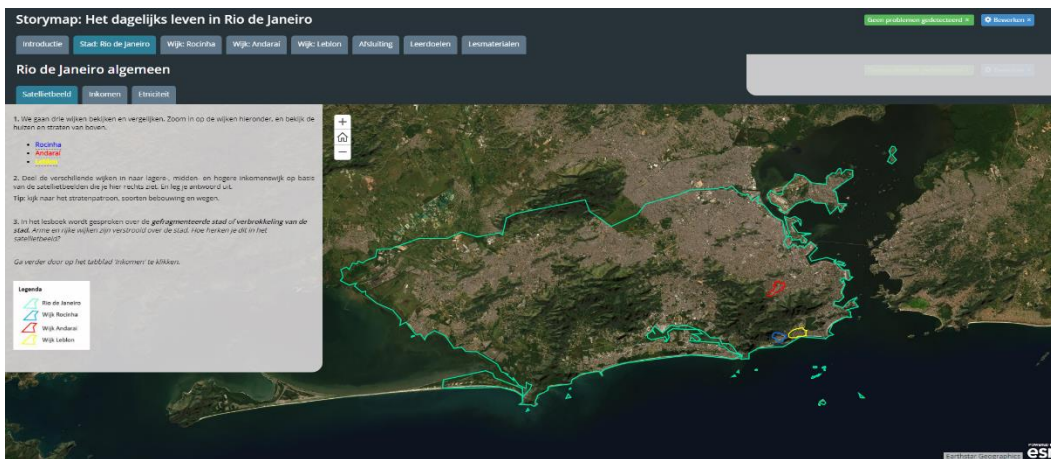 Storymap: Het dagelijks leven in Rio de Janeiro
Geen problemen gedetecteerd
Bewerken
Introductie
Stad: Rio de Janeiro
Wijk: Rocinha
Wijk: Andaraí
Wijk: Leblon
Afsluiting
Leerdoelen
Lesmaterialen
Rio de Janeiro algemeen
Satellietbeeld
Inkomen
Etniciteit
1. We gaan drie wijken bekijken en vergelijken. Zoom in op de wijken hieronder, en bekijk de
huizen en straten van boven.
• Rocinha
• Andaraí
• Leblon
2. Deel de verschillende wijken in naar lagere-, midden- en hogere inkomenswijk op basis
van de satellietbeelden die je hier rechts ziet. En leg je antwoord uit.
Tip: kijk naar het stratenpatroon, soorten bebouwing en wegen.
3. In het lesboek wordt gesproken over de gefragmenteerde stad of verbrokkeling van de
stad. Arme en rijke wijken zijn verstrooid over de stad. Hoe herken je dit in het
satellietbeeld?
Ga verder door op het tabblad 'Inkomen' te klikken.
Legenda
Rio de Janeiro
Wijk Rocinha
Wijk Andaraí
Wijk Leblon
+
−
Earthstar Geographics